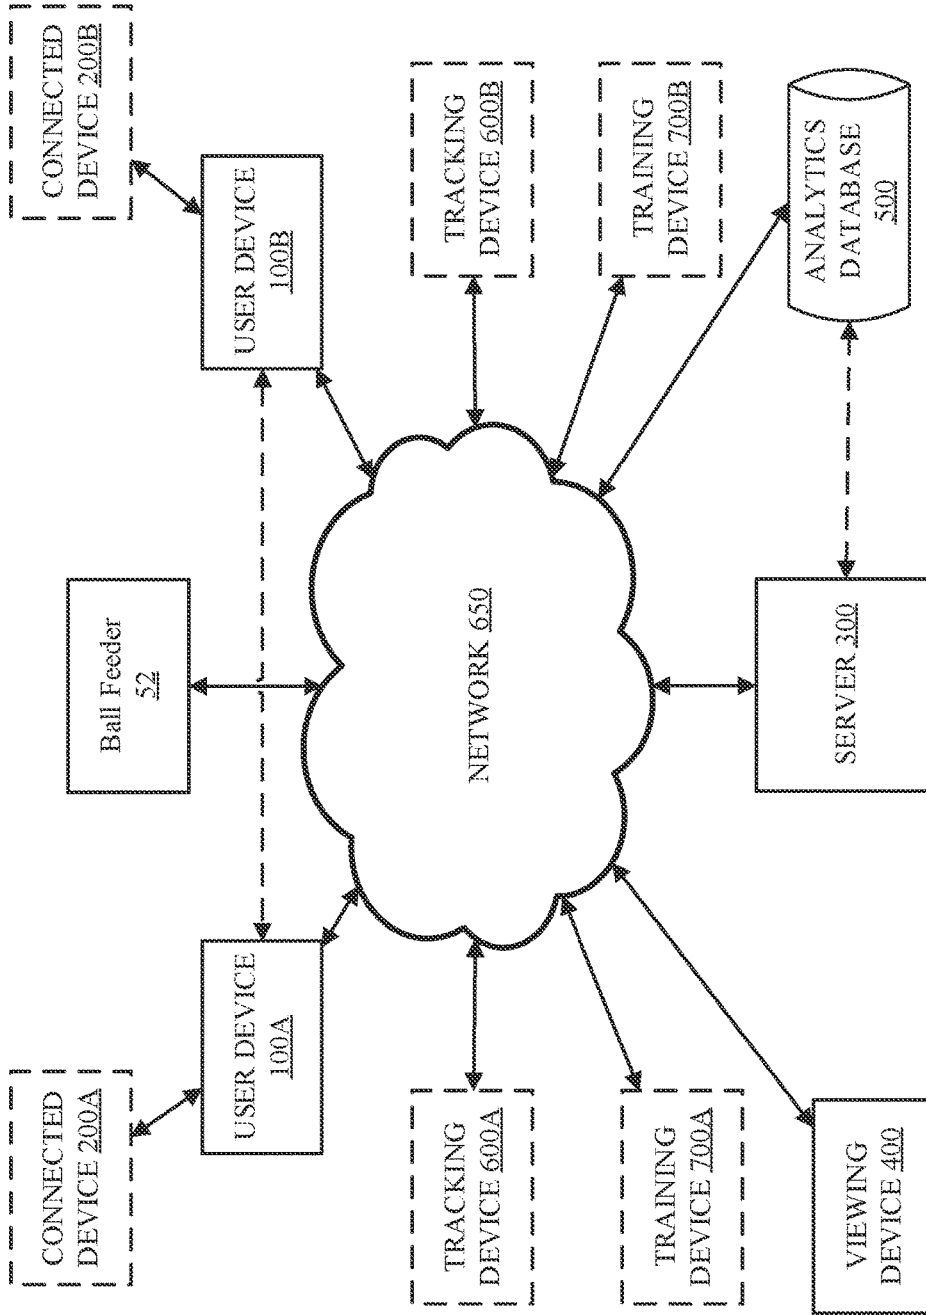 CONNECTED
DEVICE 200A
CONNECTED
DEVICE 200B
USER DEVICE
100A
Ball Feeder
52
USER DEVICE
100B
TRACKING
DEVICE 600A
NETWORK 650
TRACKING
DEVICE 600B
TRAINING
DEVICE 700A
TRAINING
DEVICE 700B
VIEWING
DEVICE 400
SERVER 300
ANALYTICS
DATABASE
500